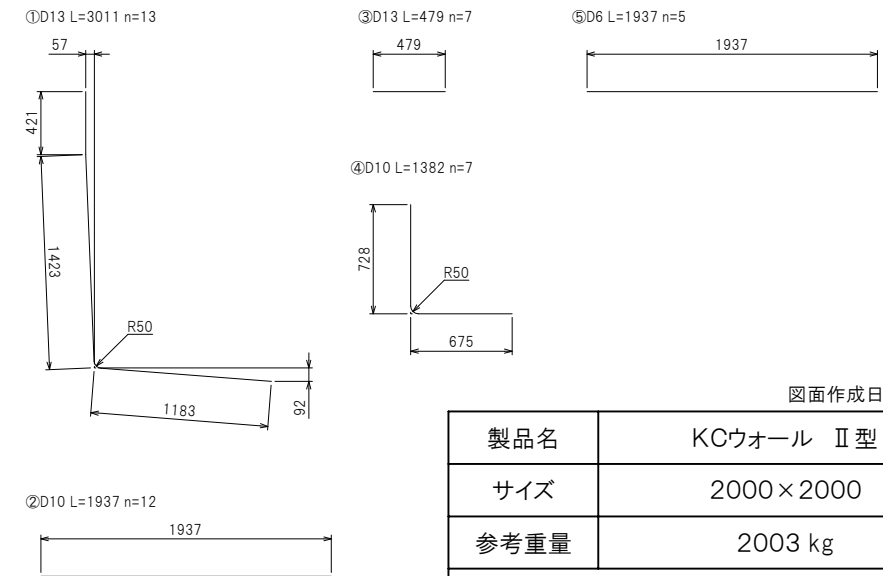 ①D13 L=3011 n=13
57
421
1423
R50
1183
92
②D10 L=1937 n=12
1937
③D13 L=479 n=7
479
④D10 L=1382 n=7
728
R50
675
⑤D6 L=1937 n=5
1937
図面作成日
製品名 KCウォール Ⅱ型
サイズ 2000×2000
参考重量 2003 kg